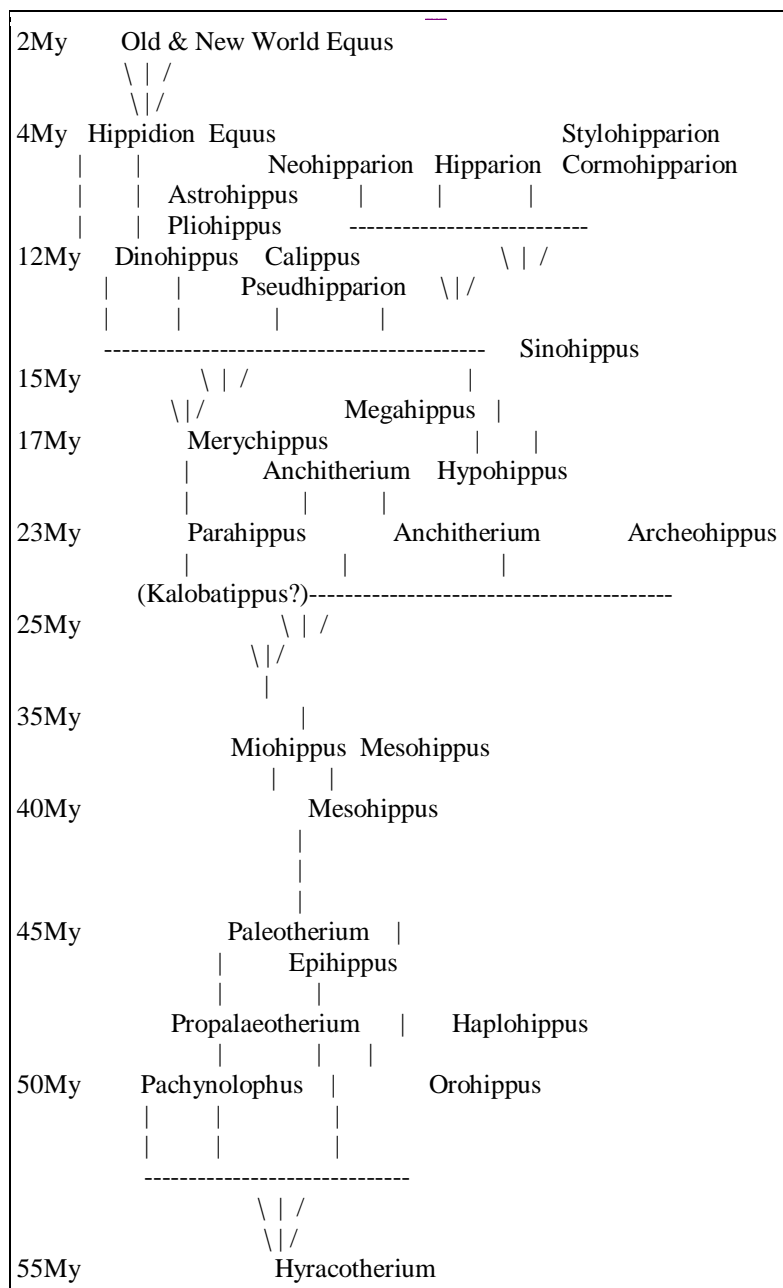 2My Old & New World Equus
\ | /
\|/
4My Hippidion Equus Stylohipparion
| | Neohipparion Hipparion Cormohipparion
| | Astrohippus | | |
| | Pliohippus ---------------------------
12My Dinohippus Calippus \ | /
| | Pseudhipparion \|/
| | | |
------------------------------------------- Sinohippus
15My \ | / |
\|/ Megahippus |
17My Merychippus | |
| Anchitherium Hypohippus
| | |
23My Parahippus Anchitherium Archeohippus
| | |
(Kalobatippus?)-----------------------------------------
25My \ | /
\|/
|
35My |
Miohippus Mesohippus
| |
40My Mesohippus
|
|
|
45My Paleotherium |
| Epihippus
| |
Propalaeotherium | Haplohippus
| | |
50My Pachynolophus | Orohippus
| | |
| | |
------------------------------
\ | /
\|/
55My Hyracotherium